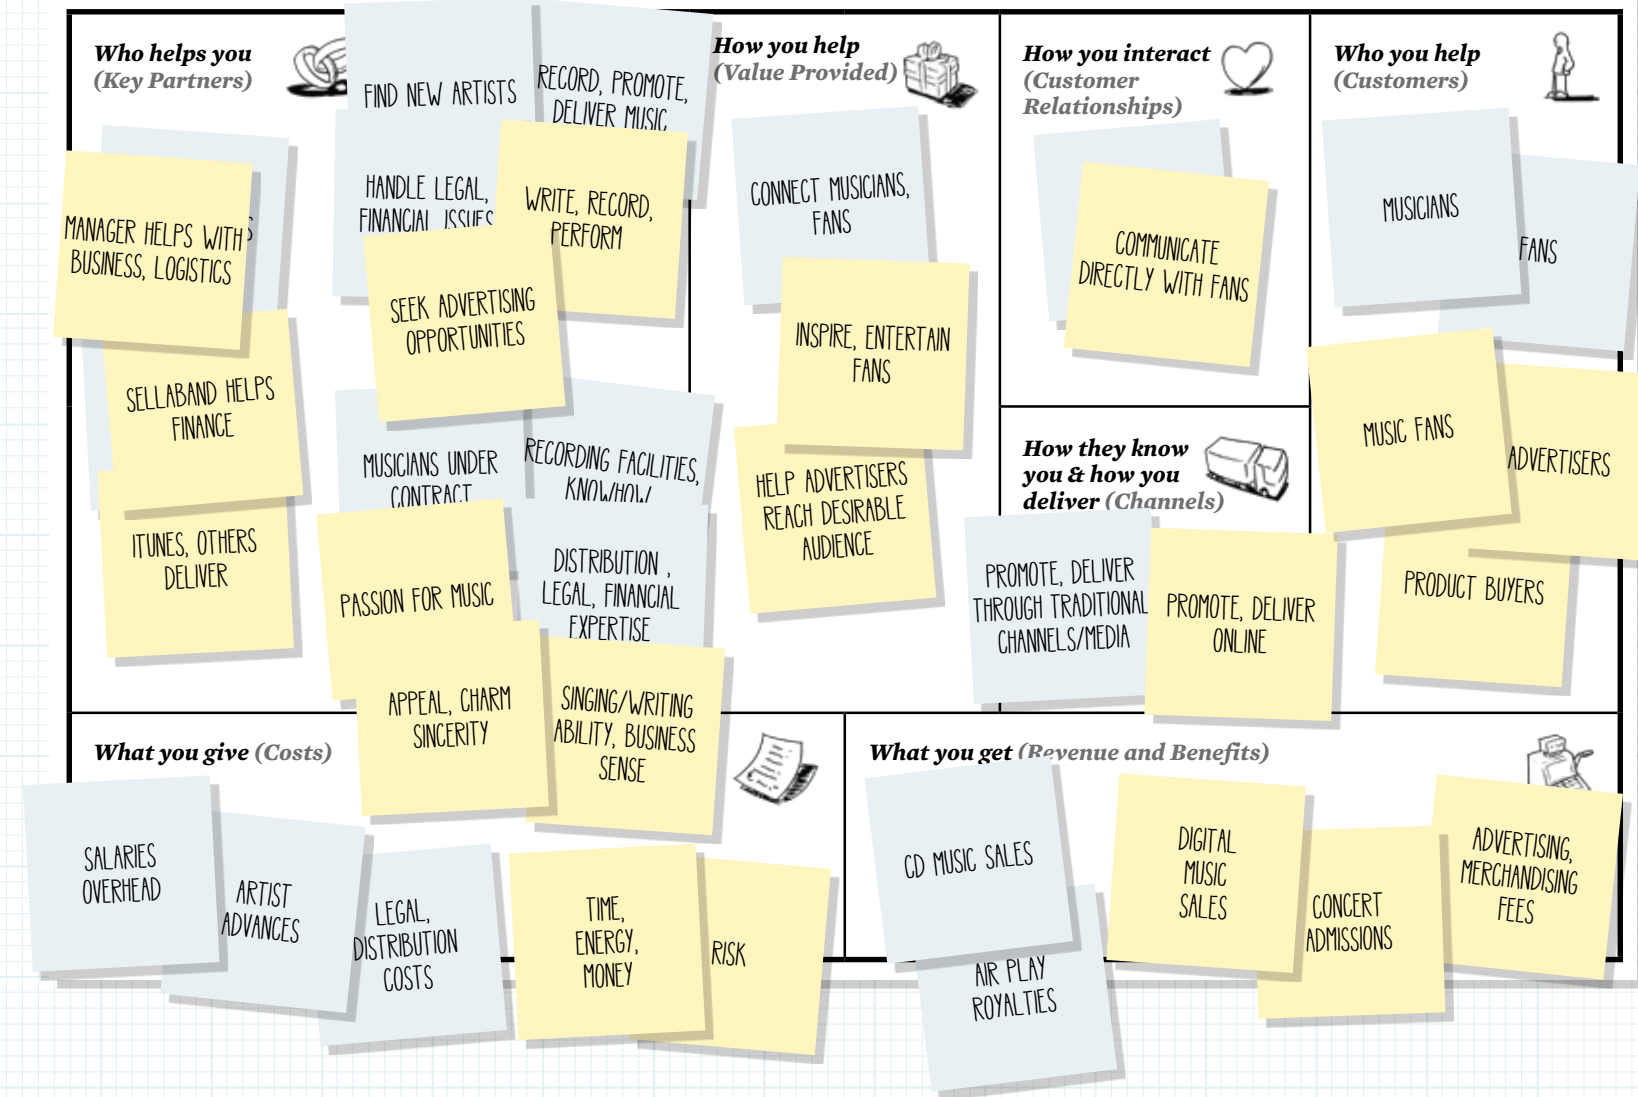 Who helps you
(Key Partners)
MANAGER HELPS WITH
BUSINESS, LOGISTICS
SELLABAND HELPS
FINANCE
ITUNES, OTHERS
DELIVER
FIND NEW ARTISTS
RECORD, PROMOTE,
DELIVER MUSIC
HANDLE LEGAL,
FINANCIAL ISSUES
WRITE, RECORD,
PERFORM
SEEK ADVERTISING
OPPORTUNITIES
MUSICIANS UNDER
CONTRACT
RECORDING FACILITIES,
KNOWHOW
DISTRIBUTION ,
LEGAL, FINANCIAL
EXPERTISE
PASSION FOR MUSIC
APPEAL, CHARM
SINCERITY
SINGING/WRITING
ABILITY, BUSINESS
SENSE
How you help
(Value Provided)
CONNECT MUSICIANS,
FANS
INSPIRE, ENTERTAIN
FANS
HELP ADVERTISERS
REACH DESIRABLE
AUDIENCE
How you interact
(Customer
Relationships)
COMMUNICATE
DIRECTLY WITH FANS
How they know
you & how you
deliver (Channels)
PROMOTE, DELIVER
THROUGH TRADITIONAL
CHANNELS/MEDIA
PROMOTE, DELIVER
ONLINE
Who you help
(Customers)
MUSICIANS
FANS
MUSIC FANS
ADVERTISERS
PRODUCT BUYERS
What you give (Costs)
SALARIES
OVERHEAD
ARTIST
ADVANCES
LEGAL,
DISTRIBUTION
COSTS
TIME,
ENERGY,
MONEY
RISK
What you get (Revenue and Benefits)
CD MUSIC SALES
AIR PLAY
ROYALTIES
DIGITAL
MUSIC
SALES
CONCERT
ADMISSIONS
ADVERTISING,
MERCHANDISING
FEES